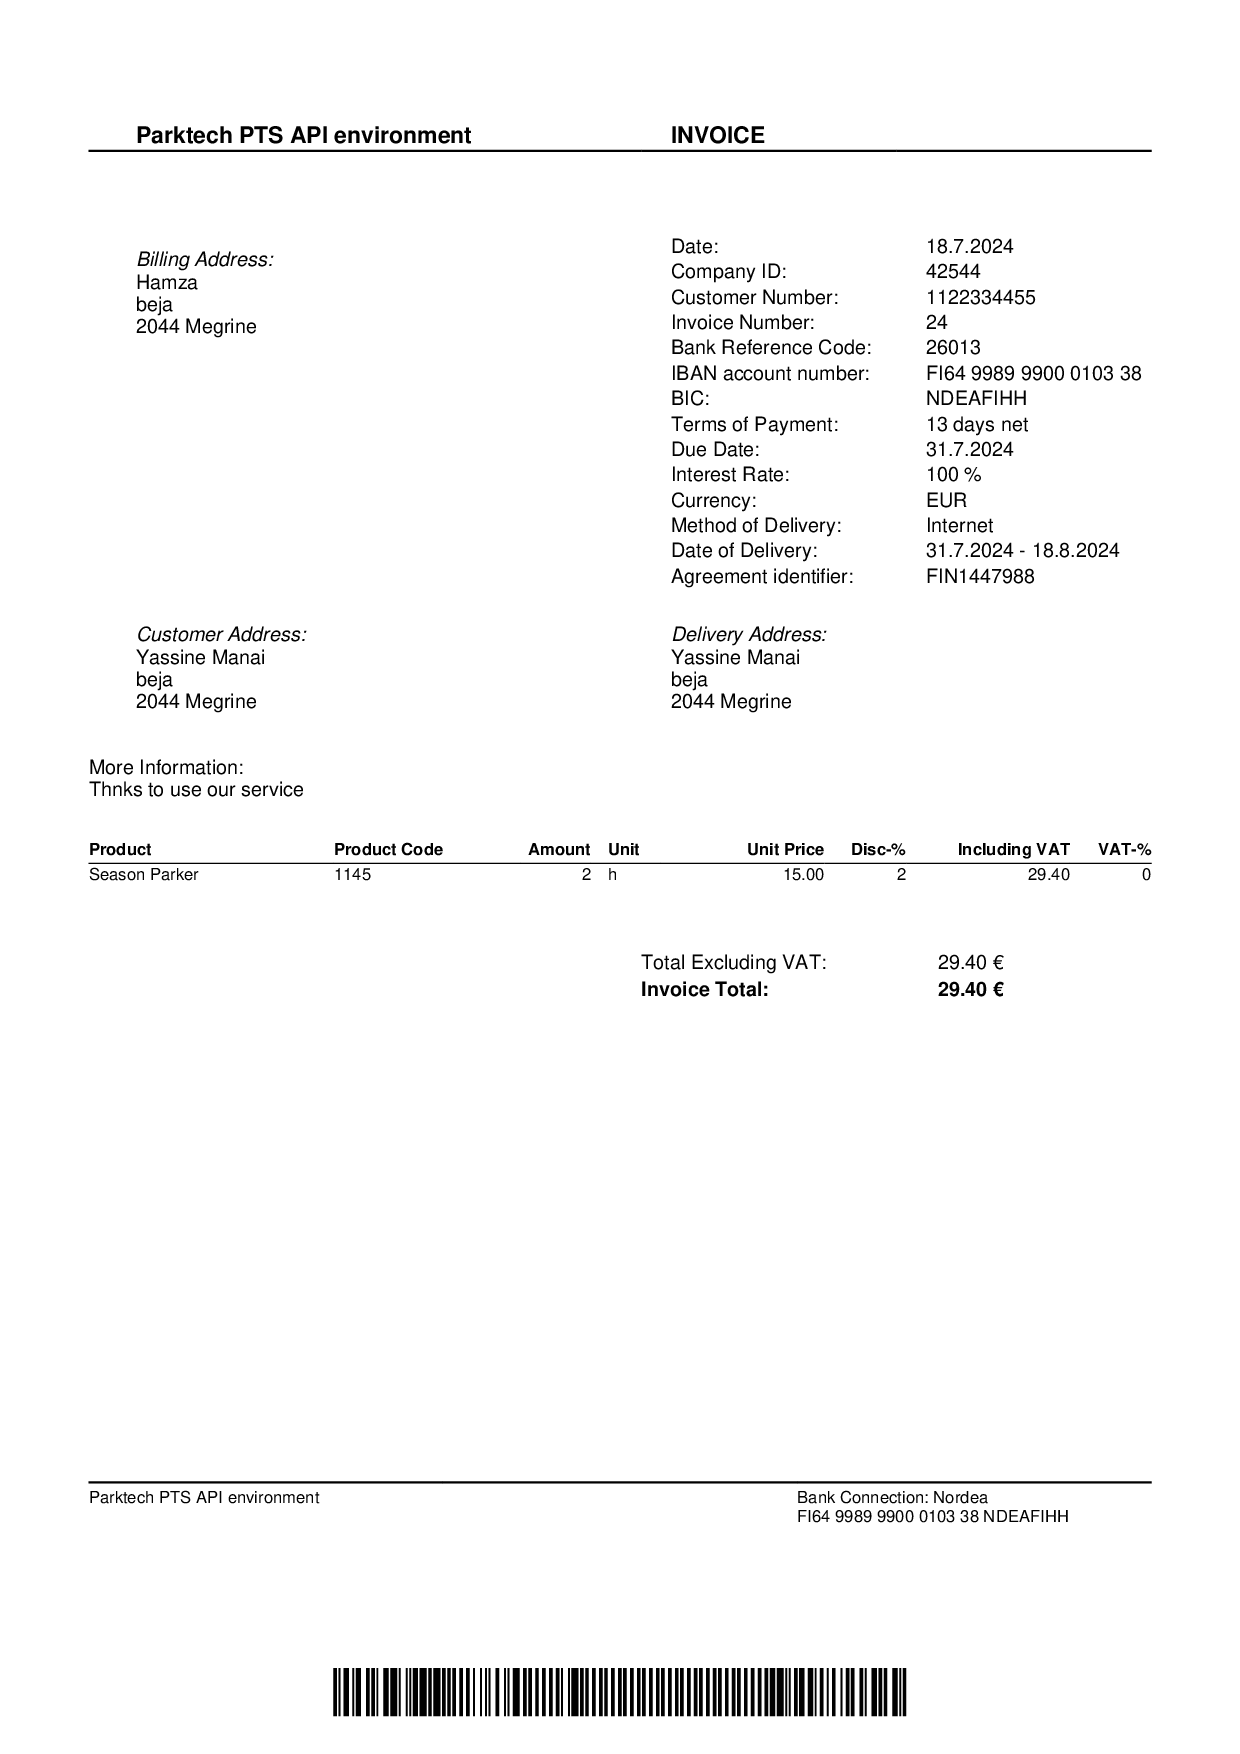 Parktech PTS API environment INVOICE
Billing Address:
Hamza
beja
2044 Megrine
Date: 18.7.2024
Company ID: 42544
Customer Number: 1122334455
Invoice Number: 24
Bank Reference Code: 26013
IBAN account number: FI64 9989 9900 0103 38
BIC: NDEAFIHH
Terms of Payment: 13 days net
Due Date: 31.7.2024
Interest Rate: 100 %
Currency: EUR
Method of Delivery: Internet
Date of Delivery: 31.7.2024 - 18.8.2024
Agreement identifier: FIN1447988
Customer Address:
Yassine Manai
beja
2044 Megrine
Delivery Address:
Yassine Manai
beja
2044 Megrine
More Information:
Thnks to use our service
Product Product Code Amount Unit Unit Price Disc-% Including VAT VAT-%
Season Parker 1145 2 h 15.00 2 29.40 0
Total Excluding VAT: 29.40 €
Invoice Total: 29.40 €
Parktech PTS API environment
Bank Connection: Nordea
FI64 9989 9900 0103 38 NDEAFIHH